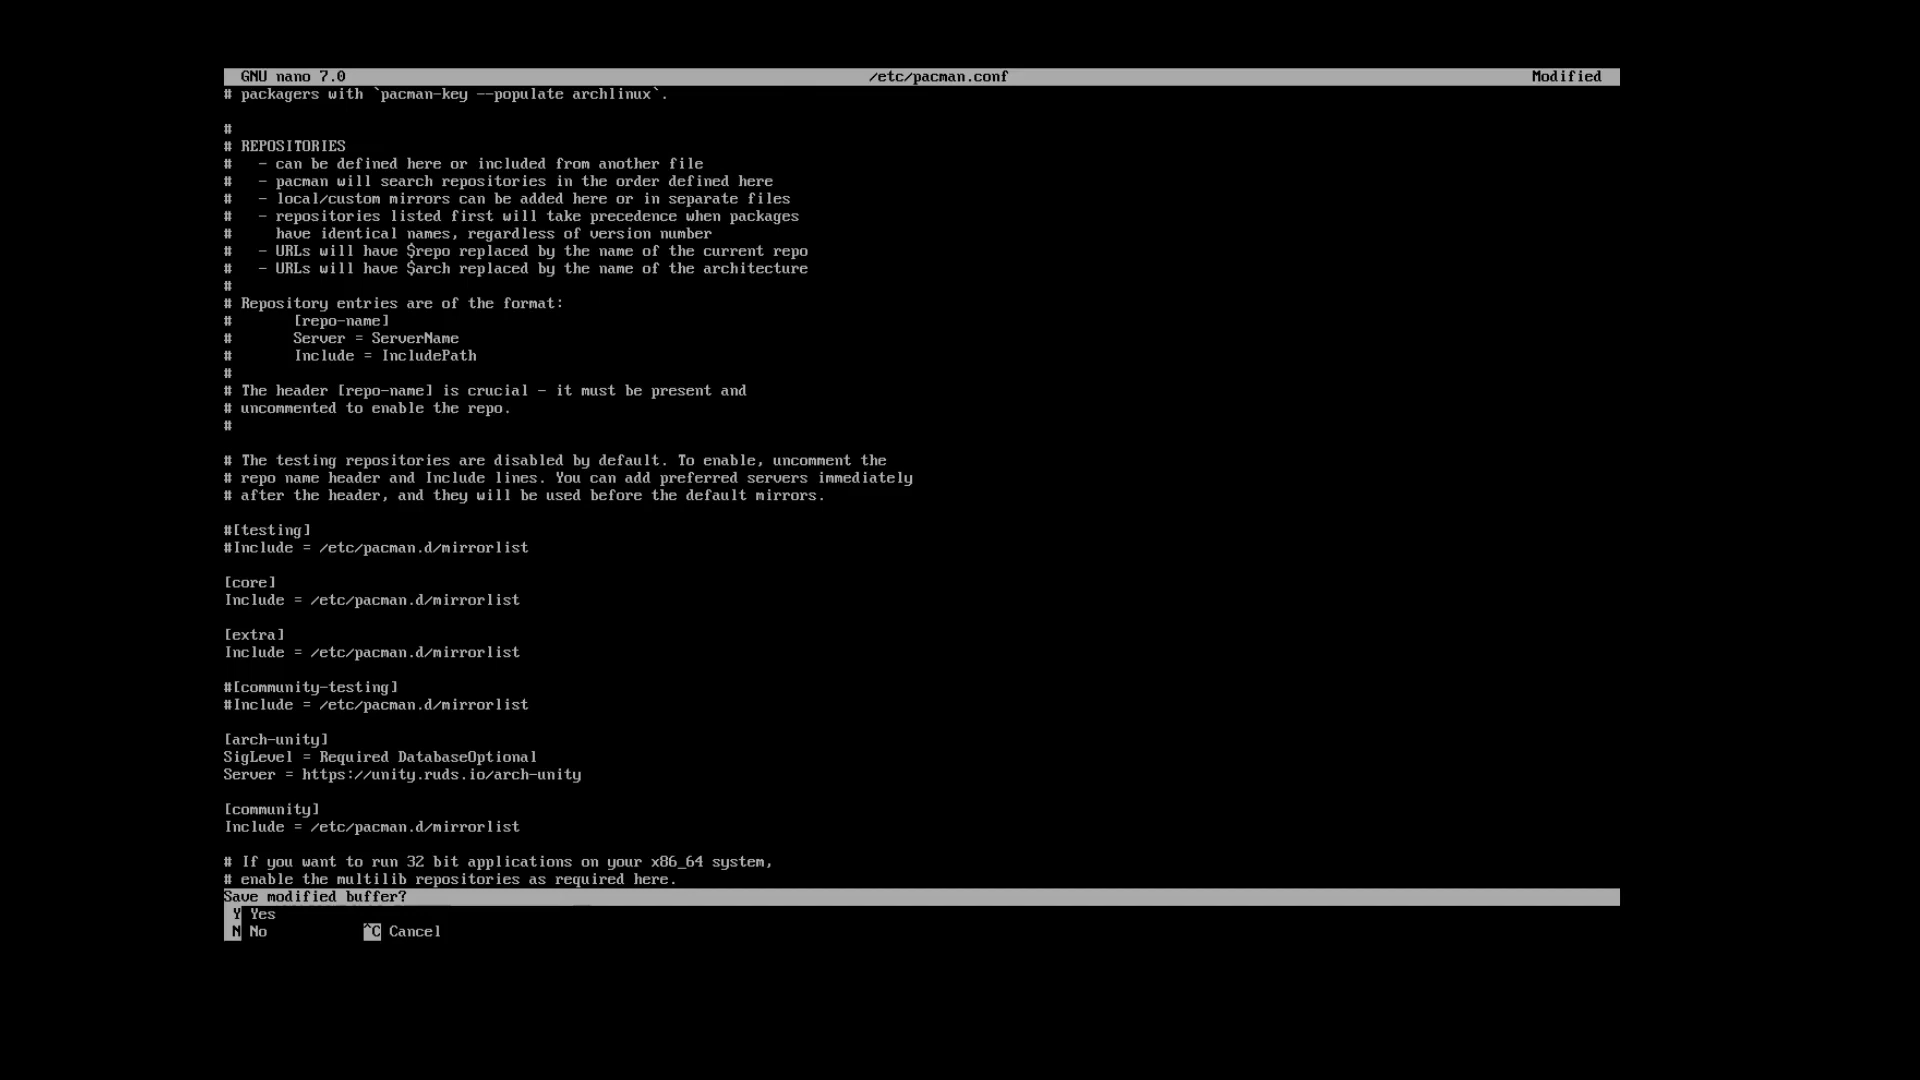 GNU nano 7.0 /etc/pacman.conf Modified
# packagers with `pacman-key --populate archlinux`.
#
# REPOSITORIES
#   - can be defined here or included from another file
#   - pacman will search repositories in the order defined here
#   - local/custom mirrors can be added here or in separate files
#   - repositories listed first will take precedence when packages
#     have identical names, regardless of version number
#   - URLs will have $repo replaced by the name of the current repo
#   - URLs will have $arch replaced by the name of the architecture
#
# Repository entries are of the format:
#       [repo-name]
#       Server = ServerName
#       Include = IncludePath
#
# The header [repo-name] is crucial - it must be present and
# uncommented to enable the repo.
#
# The testing repositories are disabled by default. To enable, uncomment the
# repo name header and Include lines. You can add preferred servers immediately
# after the header, and they will be used before the default mirrors.
#[testing]
#Include = /etc/pacman.d/mirrorlist
[core]
Include = /etc/pacman.d/mirrorlist
[extra]
Include = /etc/pacman.d/mirrorlist
#[community-testing]
#Include = /etc/pacman.d/mirrorlist
[arch-unity]
SigLevel = Required DatabaseOptional
Server = https://unity.ruds.io/arch-unity
[community]
Include = /etc/pacman.d/mirrorlist
# If you want to run 32 bit applications on your x86_64 system,
# enable the multilib repositories as required here.
Save modified buffer?
Y Yes
N No ^C Cancel